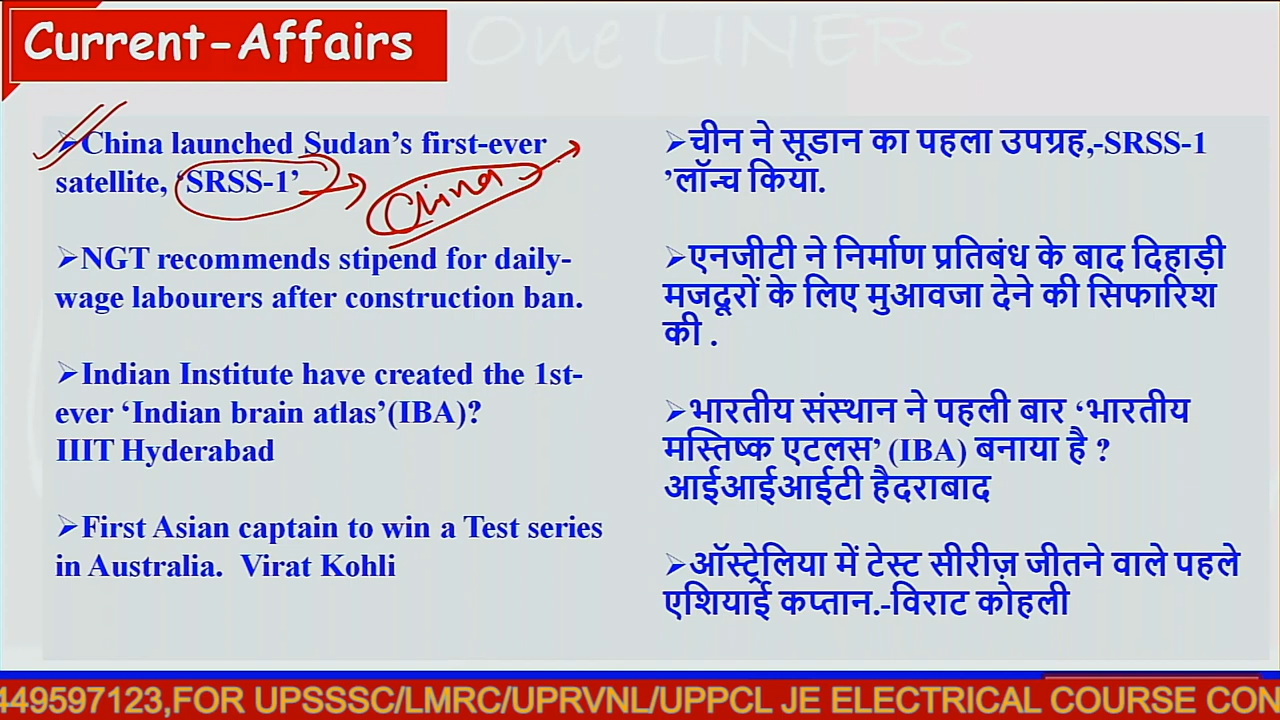 Current-Affairs
One LINERS
➢China launched Sudan's first-ever
satellite, 'SRSS-1'
China
➢NGT recommends stipend for daily-
wage labourers after construction ban.
➢Indian Institute have created the 1st-
ever 'Indian brain atlas'(IBA)?
IIIT Hyderabad
➢First Asian captain to win a Test series
in Australia. Virat Kohli
➢चीन ने सूडान का पहला उपग्रह,-SRSS-1
'लॉन्च किया.
➢एनजीटी ने निर्माण प्रतिबंध के बाद दिहाड़ी
मजदूरों के लिए मुआवजा देने की सिफारिश
की .
➢भारतीय संस्थान ने पहली बार 'भारतीय
मस्तिष्क एटलस' (IBA) बनाया है ?
आईआईआईटी हैदराबाद
➢ऑस्ट्रेलिया में टेस्ट सीरीज़ जीतने वाले पहले
एशियाई कप्तान.-विराट कोहली
449597123,FOR UPSSSC/LMRC/UPRVNL/UPPCL JE ELECTRICAL COURSE CON